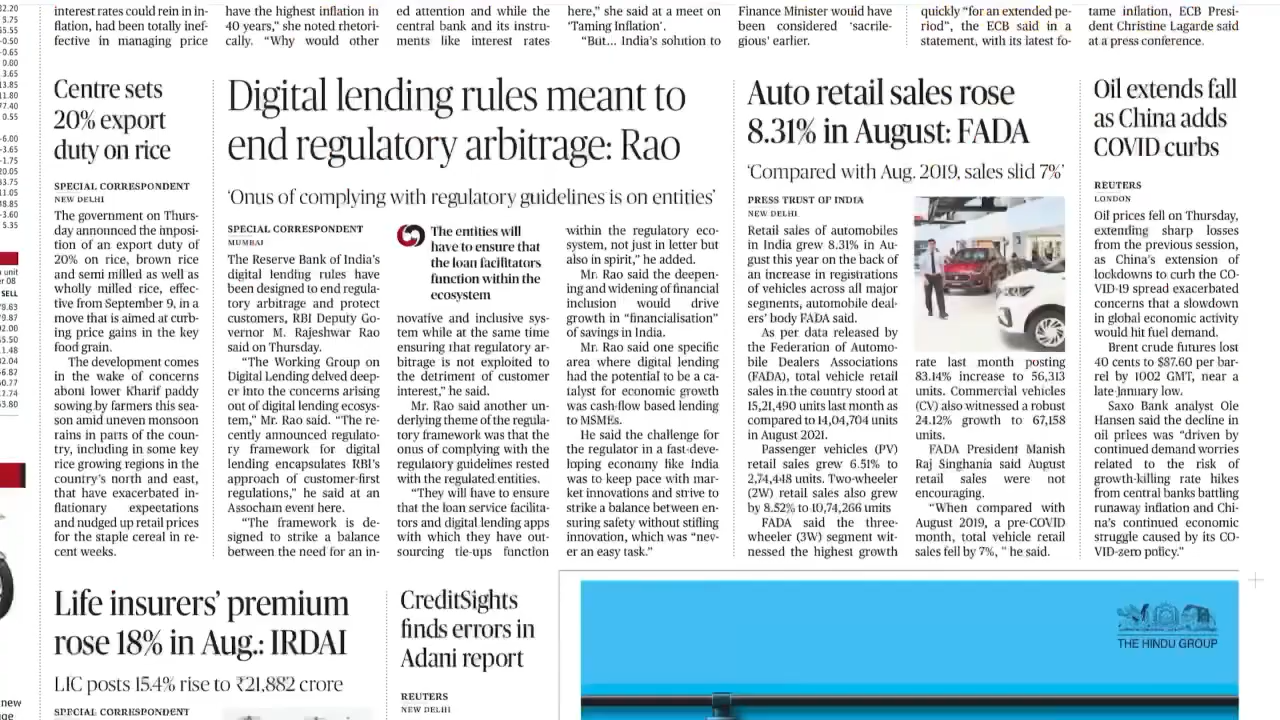 interest rates could rein in in-
flation, had been totally inef-
fective in managing price
have the highest inflation in
40 years,” she noted rhetori-
cally. “Why would other
ed attention and while the
central bank and its instru-
ments like interest rates
here,” she said at a meet on
‘Taming Inflation’.
“But... India’s solution to
Finance Minister would have
been considered ‘sacrile-
gious’ earlier.
quickly “for an extended pe-
riod”, the ECB said in a
statement, with its latest fo-
tame inflation, ECB Presi-
dent Christine Lagarde said
at a press conference.
Centre sets
20% export
duty on rice
SPECIAL CORRESPONDENT
NEW DELHI
The government on Thurs-
day announced the imposi-
tion of an export duty of
20% on rice, brown rice
and semi milled as well as
wholly milled rice, effec-
tive from September 9, in a
move that is aimed at curb-
ing price gains in the key
food grain.
The development comes
in the wake of concerns
about lower Kharif paddy
sowing by farmers this sea-
son amid uneven monsoon
rains in parts of the coun-
try, including in some key
rice growing regions in the
country’s north and east,
that have exacerbated in-
flationary expectations
and nudged up retail prices
for the staple cereal in re-
cent weeks.
Digital lending rules meant to
end regulatory arbitrage: Rao
‘Onus of complying with regulatory guidelines is on entities’
SPECIAL CORRESPONDENT
MUMBAI
The Reserve Bank of India’s
digital lending rules have
been designed to end regula-
tory arbitrage and protect
customers, RBI Deputy Go-
vernor M. Rajeshwar Rao
said on Thursday.
“The Working Group on
Digital Lending delved deep-
er into the concerns arising
out of digital lending ecosys-
tem,” Mr. Rao said. “The re-
cently announced regulato-
ry framework for digital
lending encapsulates RBI’s
approach of customer-first
regulations,” he said at an
Assocham event here.
“The framework is de-
signed to strike a balance
between the need for an in-
The entities will
have to ensure that
the loan facilitators
function within the
ecosystem
novative and inclusive sys-
tem while at the same time
ensuring that regulatory ar-
bitrage is not exploited to
the detriment of customer
interest,” he said.
Mr. Rao said another un-
derlying theme of the regula-
tory framework was that the
onus of complying with the
regulatory guidelines rested
with the regulated entities.
“They will have to ensure
that the loan service facilita-
tors and digital lending apps
with which they have out-
sourcing tie-ups function
within the regulatory eco-
system, not just in letter but
also in spirit,” he added.
Mr. Rao said the deepen-
ing and widening of financial
inclusion would drive
growth in “financialisation”
of savings in India.
Mr. Rao said one specific
area where digital lending
had the potential to be a ca-
talyst for economic growth
was cash-flow based lending
to MSMEs.
He said the challenge for
the regulator in a fast-deve-
loping economy like India
was to keep pace with mar-
ket innovations and strive to
strike a balance between en-
suring safety without stifling
innovation, which was “nev-
er an easy task.”
Auto retail sales rose
8.31% in August: FADA
‘Compared with Aug. 2019, sales slid 7%’
PRESS TRUST OF INDIA
NEW DELHI
Retail sales of automobiles
in India grew 8.31% in Au-
gust this year on the back of
an increase in registrations
of vehicles across all major
segments, automobile deal-
ers’ body FADA said.
As per data released by
the Federation of Automo-
bile Dealers Associations
(FADA), total vehicle retail
sales in the country stood at
15,21,490 units last month as
compared to 14,04,704 units
in August 2021.
Passenger vehicles (PV)
retail sales grew 6.51% to
2,74,448 units. Two-wheeler
(2W) retail sales also grew
by 8.52% to 10,74,266 units
FADA said the three-
wheeler (3W) segment wit-
nessed the highest growth
rate last month posting
83.14% increase to 56,313
units. Commercial vehicles
(CV) also witnessed a robust
24.12% growth to 67,158
units.
FADA President Manish
Raj Singhania said August
retail sales were not
encouraging.
“When compared with
August 2019, a pre-COVID
month, total vehicle retail
sales fell by 7%, ” he said.
Oil extends fall
as China adds
COVID curbs
REUTERS
LONDON
Oil prices fell on Thursday,
extending sharp losses
from the previous session,
as China’s extension of
lockdowns to curb the CO-
VID-19 spread exacerbated
concerns that a slowdown
in global economic activity
would hit fuel demand.
Brent crude futures lost
40 cents to $87.60 per bar-
rel by 1002 GMT, near a
late-January low.
Saxo Bank analyst Ole
Hansen said the decline in
oil prices was “driven by
continued demand worries
related to the risk of
growth-killing rate hikes
from central banks battling
runaway inflation and Chi-
na’s continued economic
struggle caused by its CO-
VID-zero policy.”
Life insurers’ premium
rose 18% in Aug.: IRDAI
LIC posts 15.4% rise to ₹21,882 crore
SPECIAL CORRESPONDENT
CreditSights
finds errors in
Adani report
REUTERS
NEW DELHI
THE HINDU GROUP